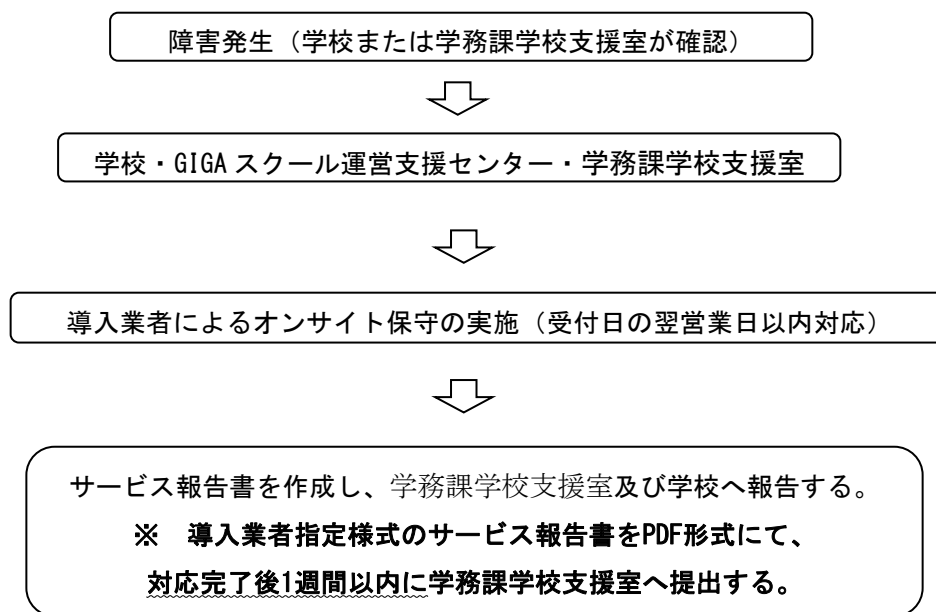 障害発生（学校または学務課学校支援室が確認）
学校・GIGAスクール運営支援センター・学務課学校支援室
導入業者によるオンサイト保守の実施（受付日の翌営業日以内対応）
サービス報告書を作成し、学務課学校支援室及び学校へ報告する。
※　導入業者指定様式のサービス報告書をPDF形式にて、
対応完了後1週間以内に学務課学校支援室へ提出する。